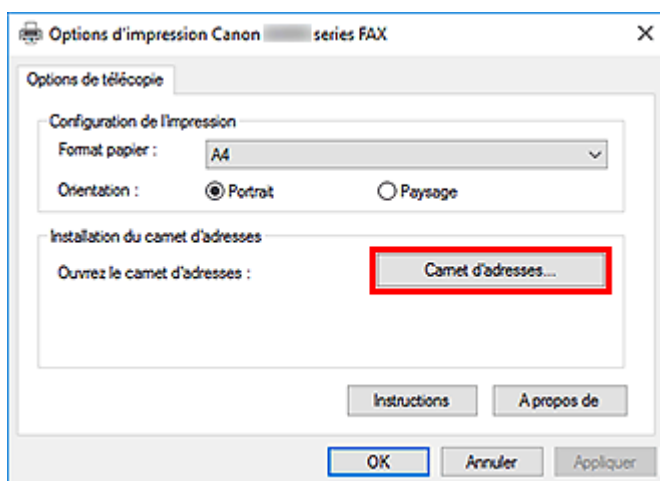 Options d'impression Canon series FAX
Options de télécopie
Configuration de l'impression
Format papier : A4
Orientation : Portrait Paysage
Installation du carnet d'adresses
Ouvrez le carnet d'adresses : Carnet d'adresses...
Instructions A propos de
OK Annuler Appliquer